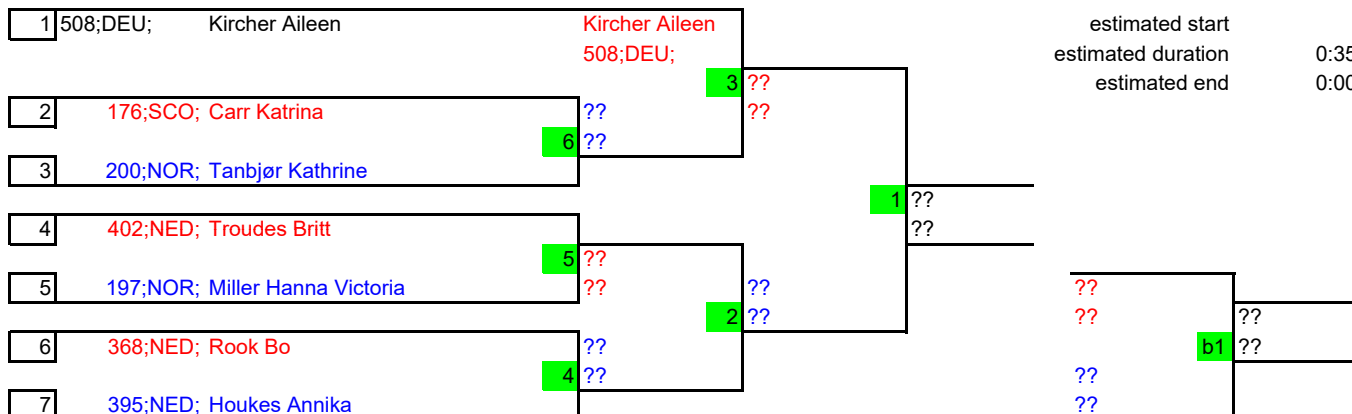 1 508;DEU; Kircher Aileen Kircher Aileen estimated start
508;DEU; estimated duration 0:35
3 ?? estimated end 0:00
2 176;SCO; Carr Katrina ?? ??
6 ??
3 200;NOR; Tanbjør Kathrine
1 ??
4 402;NED; Troudes Britt ??
5 ??
5 197;NOR; Miller Hanna Victoria ?? ?? ??
2 ?? ?? ??
6 368;NED; Rook Bo ?? b1 ??
4 ?? ??
7 395;NED; Houkes Annika ??